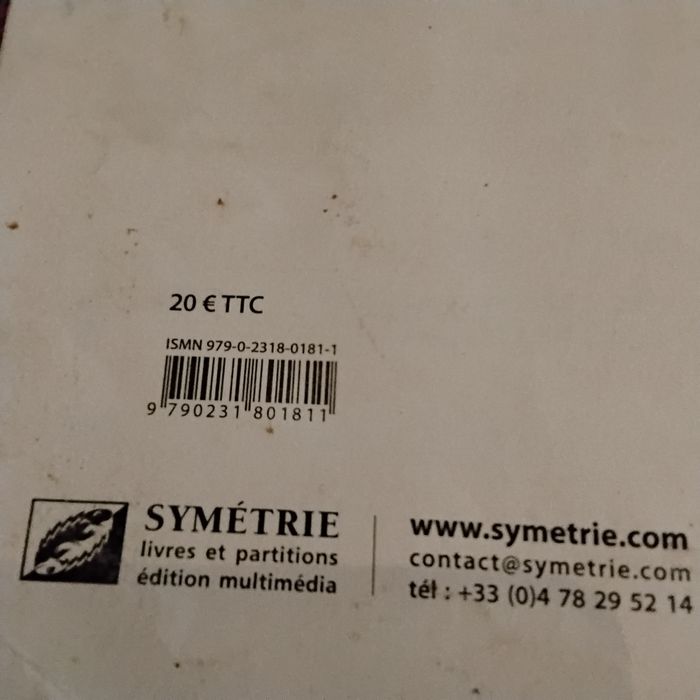 20 € TTC
ISMN 979-0-2318-0181-1
9 790231 801811
SYMÉTRIE
livres et partitions
édition multimédia
www.symetrie.com
contact@symetrie.com
tél : +33 (0)4 78 29 52 14